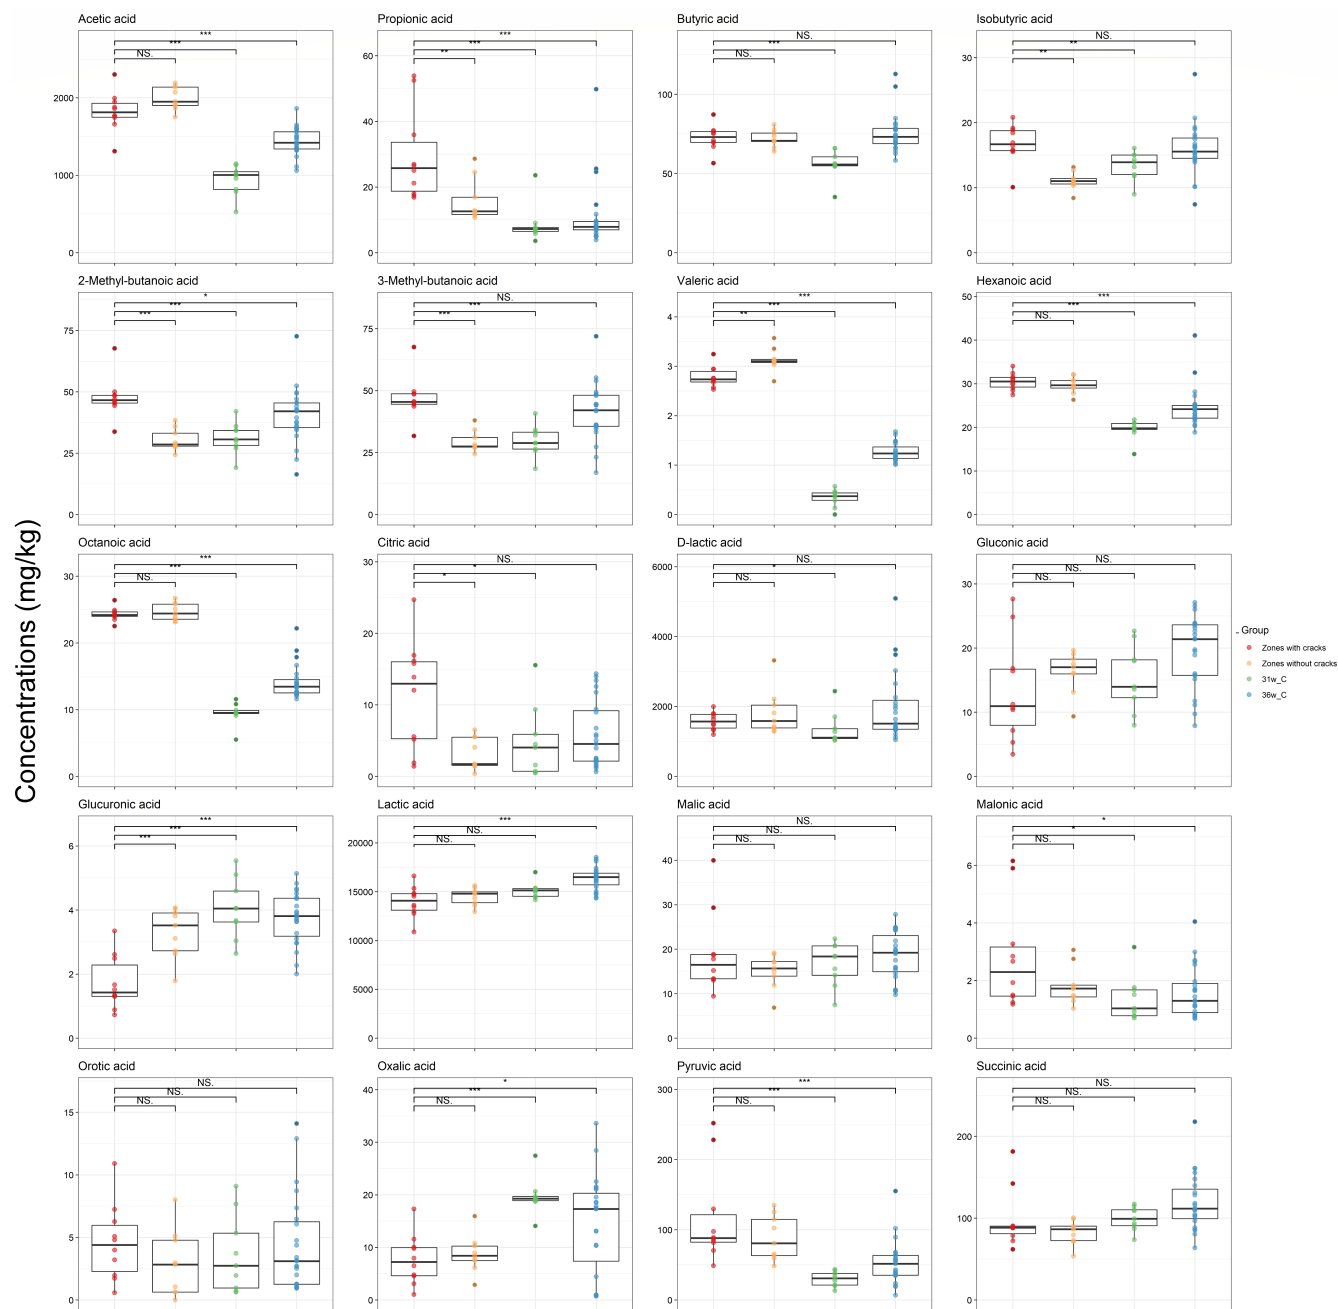 Concentrations (mg/kg)
Acetic acid
***
***
NS.
2000
1000
0
Propionic acid
***
***
**
60
40
20
0
Butyric acid
NS.
***
NS.
100
50
0
Isobutyric acid
NS.
**
**
30
20
10
0
2-Methyl-butanoic acid
*
***
***
75
50
25
0
3-Methyl-butanoic acid
NS.
***
***
75
50
25
0
Valeric acid
***
***
**
4
3
2
1
0
Hexanoic acid
***
***
NS.
50
40
30
20
10
0
Octanoic acid
***
***
NS.
30
20
10
0
Citric acid
NS.
*
*
30
20
10
0
D-lactic acid
NS.
*
NS.
6000
4000
2000
0
Gluconic acid
NS.
NS.
NS.
30
20
10
0
Group
Zones with cracks
Zones without cracks
31w_C
36w_C
Glucuronic acid
***
***
***
6
4
2
0
Lactic acid
***
NS.
NS.
20000
15000
10000
5000
0
Malic acid
NS.
NS.
NS.
40
30
20
10
0
Malonic acid
*
*
NS.
6
4
2
0
Orotic acid
NS.
NS.
NS.
15
10
5
0
Oxalic acid
*
***
NS.
40
30
20
10
0
Pyruvic acid
***
***
NS.
300
200
100
0
Succinic acid
NS.
NS.
NS.
200
100
0